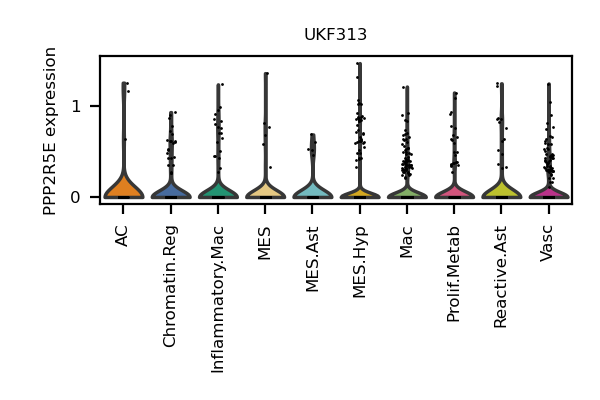 UKF313
PPP2R5E expression
1
0
AC
Chromatin.Reg
Inflammatory.Mac
MES
MES.Ast
MES.Hyp
Mac
Prolif.Metab
Reactive.Ast
Vasc